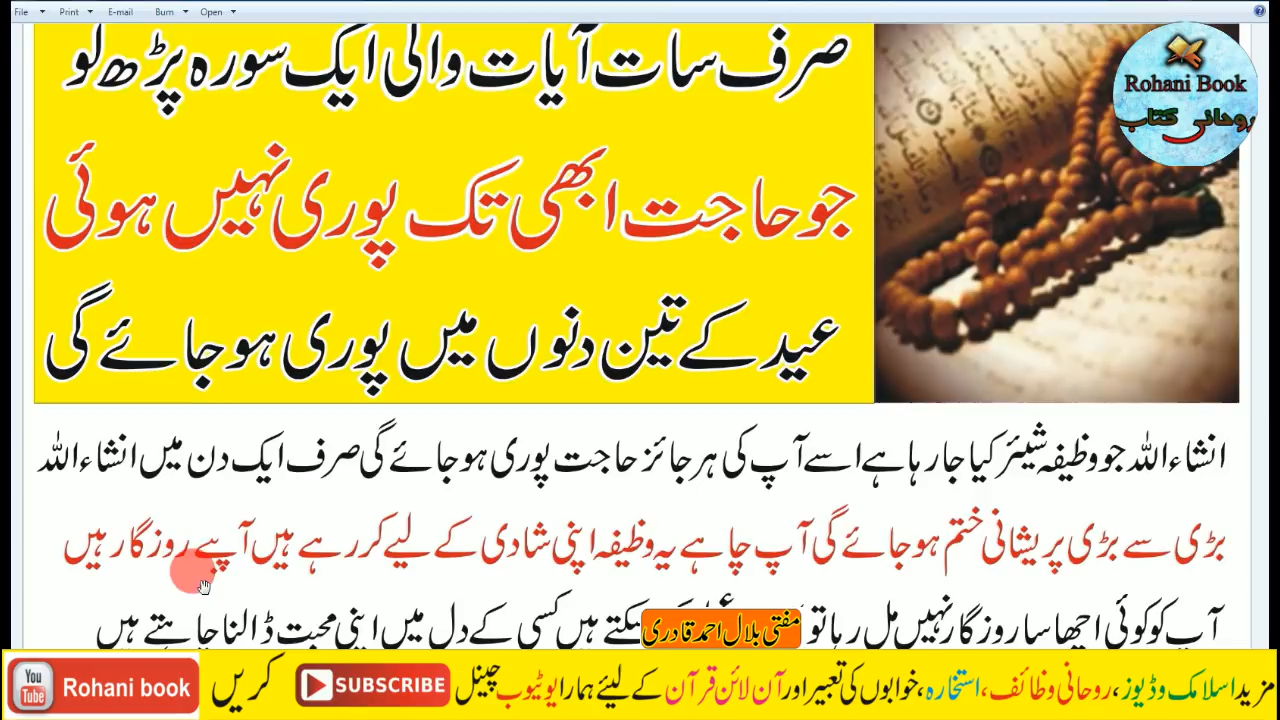 File Print E-mail Burn Open
صرف سات آیات والی ایک سورہ پڑھ لو
جو حاجت ابھی تک پوری نہیں ہوئی
عید کے تین دنوں میں پوری ہو جائے گی
Rohani Book
روحانی کتاب
انشاءاللہ جو وظیفہ شیئر کیا جا رہا ہے اسے آپ کی ہر جائز حاجت پوری ہو جائے گی صرف ایک دن میں انشاءاللہ
بڑی سے بڑی پریشانی ختم ہو جائے گی آپ چاہے یہ وظیفہ اپنی شادی کے لیے کر رہے ہیں آپ بے روزگار ہیں
آپ کو کوئی اچھا سا روزگار نہیں مل رہا تو سکتے ہیں کسی کے دل میں اپنی محبت ڈالنا چاہتے ہیں
مفتی بلال احمد قادری
مزید اسلامک وڈیوز، روحانی وظائف، استخارہ، خوابوں کی تعبیر اور آن لائن قرآن کے لیئے ہمارا یوٹیوب چینل SUBSCRIBE کریں
You Tube Rohani book